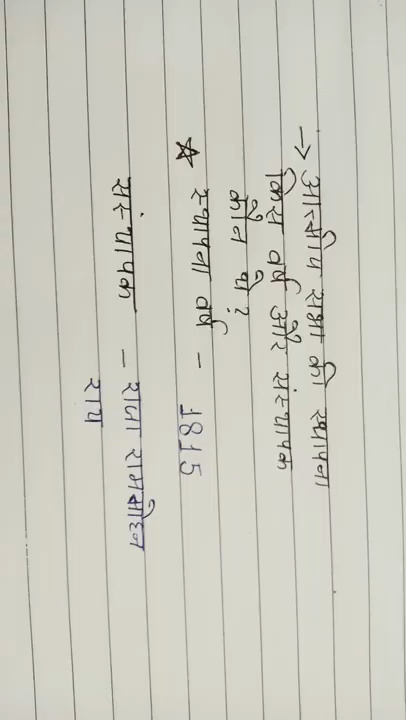 → आत्मीय सभा की स्थापना
किस वर्ष और संस्थापक
कौन थे?
☆ स्थापना वर्ष - 1815
संस्थापक - राजा राममोहन
राय